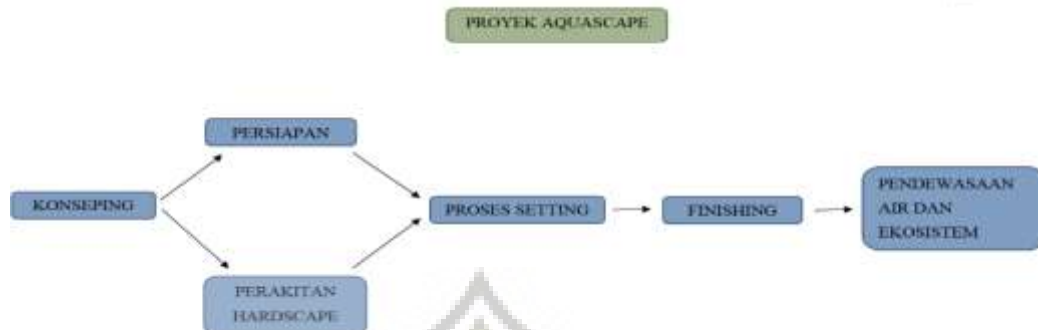 PROYEK AQUASCAPE
PERSIAPAN
KONSEPING
PROSES SETTING
FINISHING
PENDEWASAAN
AIR DAN
EKOSISTEM
PERAKITAN
HARDSCAPE